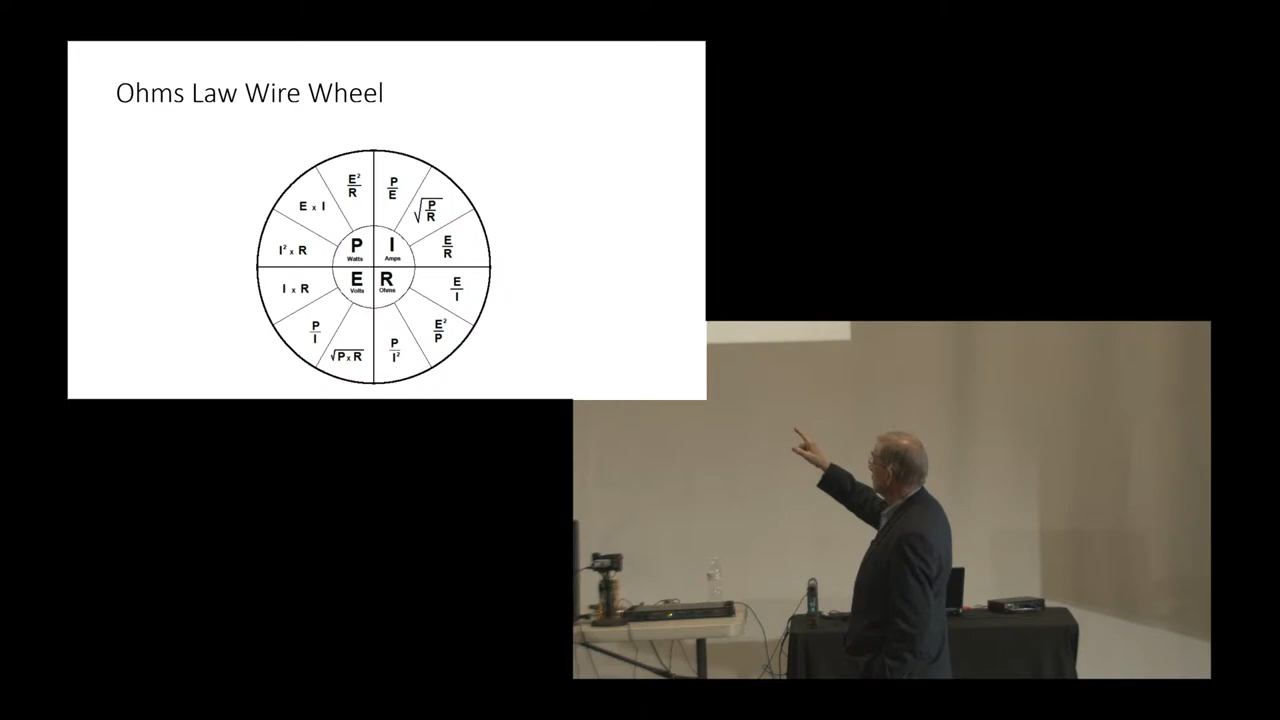 Ohms Law Wire Wheel
E²
R
P
E
E x I
√P
R
I² x R
E
R
P
Watts
I
Amps
E
Volts
R
Ohms
I x R
E
I
P
I
E²
P
√P x R
P
I²